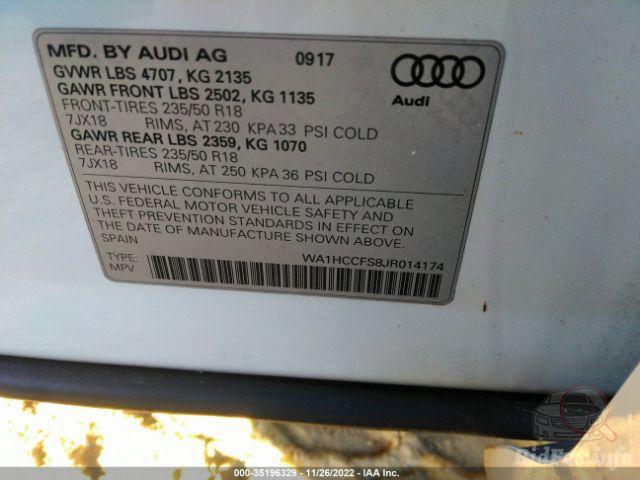 MFD. BY AUDI AG 0917
GVWR LBS 4707, KG 2135
GAWR FRONT LBS 2502, KG 1135
FRONT-TIRES 235/50 R18
7JX18 RIMS, AT 230 KPA 33 PSI COLD
GAWR REAR LBS 2359, KG 1070
REAR-TIRES 235/50 R18
7JX18 RIMS, AT 250 KPA 36 PSI COLD
Audi
THIS VEHICLE CONFORMS TO ALL APPLICABLE
U.S. FEDERAL MOTOR VEHICLE SAFETY AND
THEFT PREVENTION STANDARDS IN EFFECT ON
THE DATE OF MANUFACTURE SHOWN ABOVE.
SPAIN
TYPE: WA1HCCFS8JR014174
MPV
BidFax.info
000-35196329 - 11/26/2022 - IAA Inc.